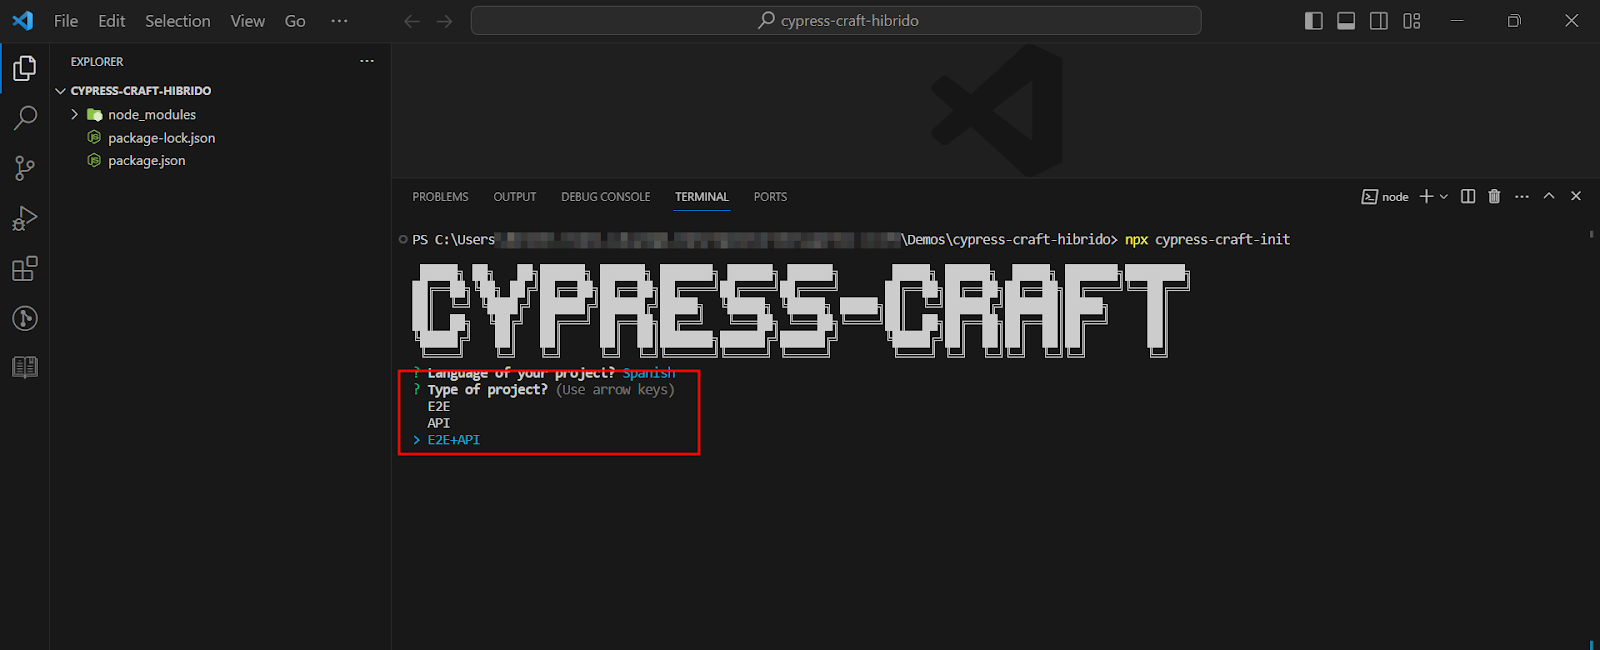 File Edit Selection View Go ··· cypress-craft-hibrido
EXPLORER ···
CYPRESS-CRAFT-HIBRIDO
node_modules
package-lock.json
package.json
PROBLEMS OUTPUT DEBUG CONSOLE TERMINAL PORTS node
PS C:\Users \Demos\cypress-craft-hibrido> npx cypress-craft-init
CYPRESS-CRAFT
? Language of your project? Spanish
? Type of project? (Use arrow keys)
E2E
API
> E2E+API